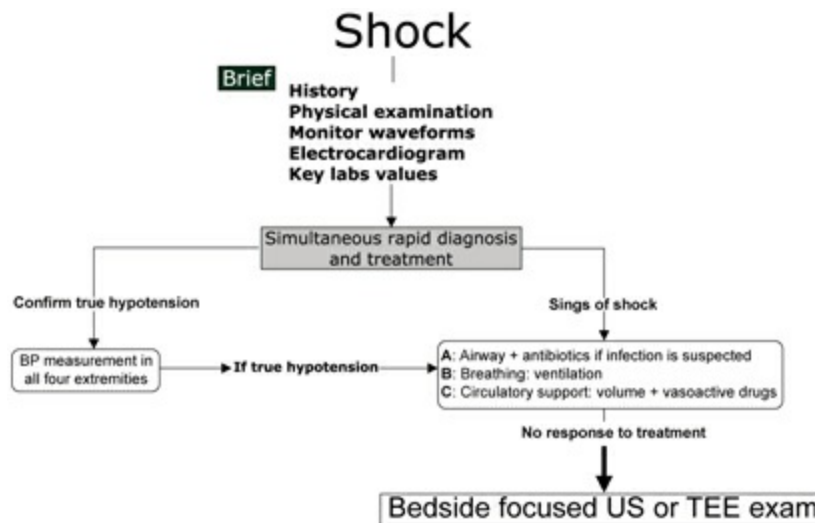 Shock
Brief
History
Physical examination
Monitor waveforms
Electrocardiogram
Key labs values
Simultaneous rapid diagnosis
and treatment
Confirm true hypotension
Sings of shock
BP measurement in
all four extremities
If true hypotension
A: Airway + antibiotics if infection is suspected
B: Breathing: ventilation
C: Circulatory support: volume + vasoactive drugs
No response to treatment
Bedside focused US or TEE exam